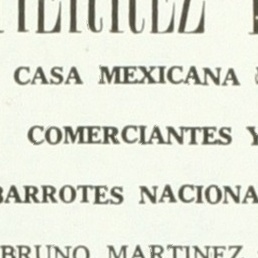 CASA MEXICANA
COMERCIANTES Y
BARROTES NACIONA
BRUNO MARTINEZ